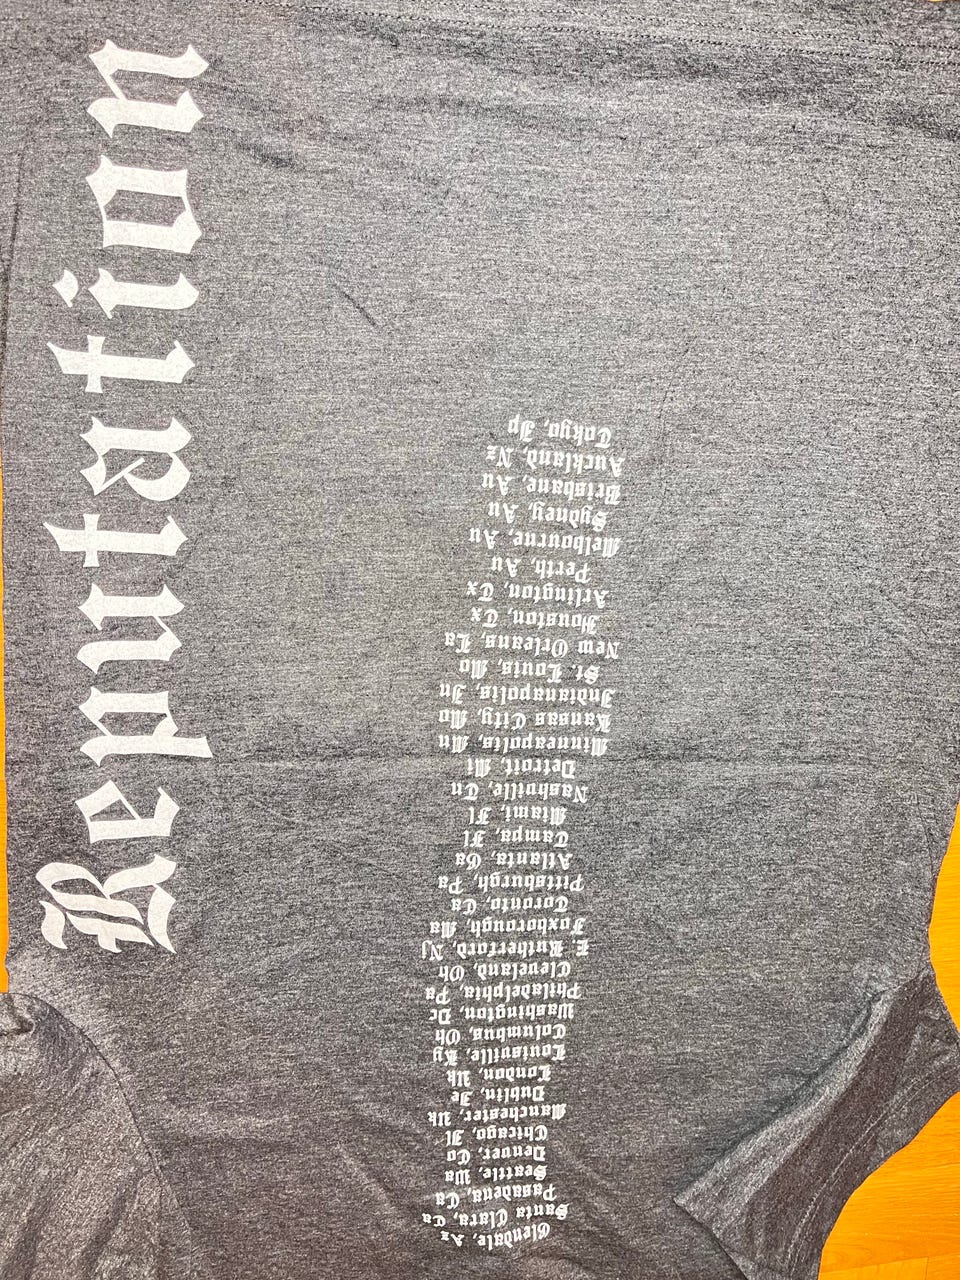 Reputation
Glendale, Az
Santa Clara, Ca
Pasadena, Ca
Seattle, Wa
Denver, Co
Chicago, Il
Manchester, Uk
Dublin, Ie
London, Uk
Louisville, Ky
Columbus, Oh
Washington, Dc
Philadelphia, Pa
Cleveland, Oh
E. Rutherford, Nj
Foxborough, Ma
Toronto, Ca
Pittsburgh, Pa
Atlanta, Ga
Tampa, Fl
Miami, Fl
Nashville, Tn
Detroit, Mi
Minneapolis, Mn
Kansas City, Mo
Indianapolis, In
St. Louis, Mo
New Orleans, La
Houston, Tx
Arlington, Tx
Perth, Au
Melbourne, Au
Sydney, Au
Brisbane, Au
Auckland, Nz
Tokyo, Jp